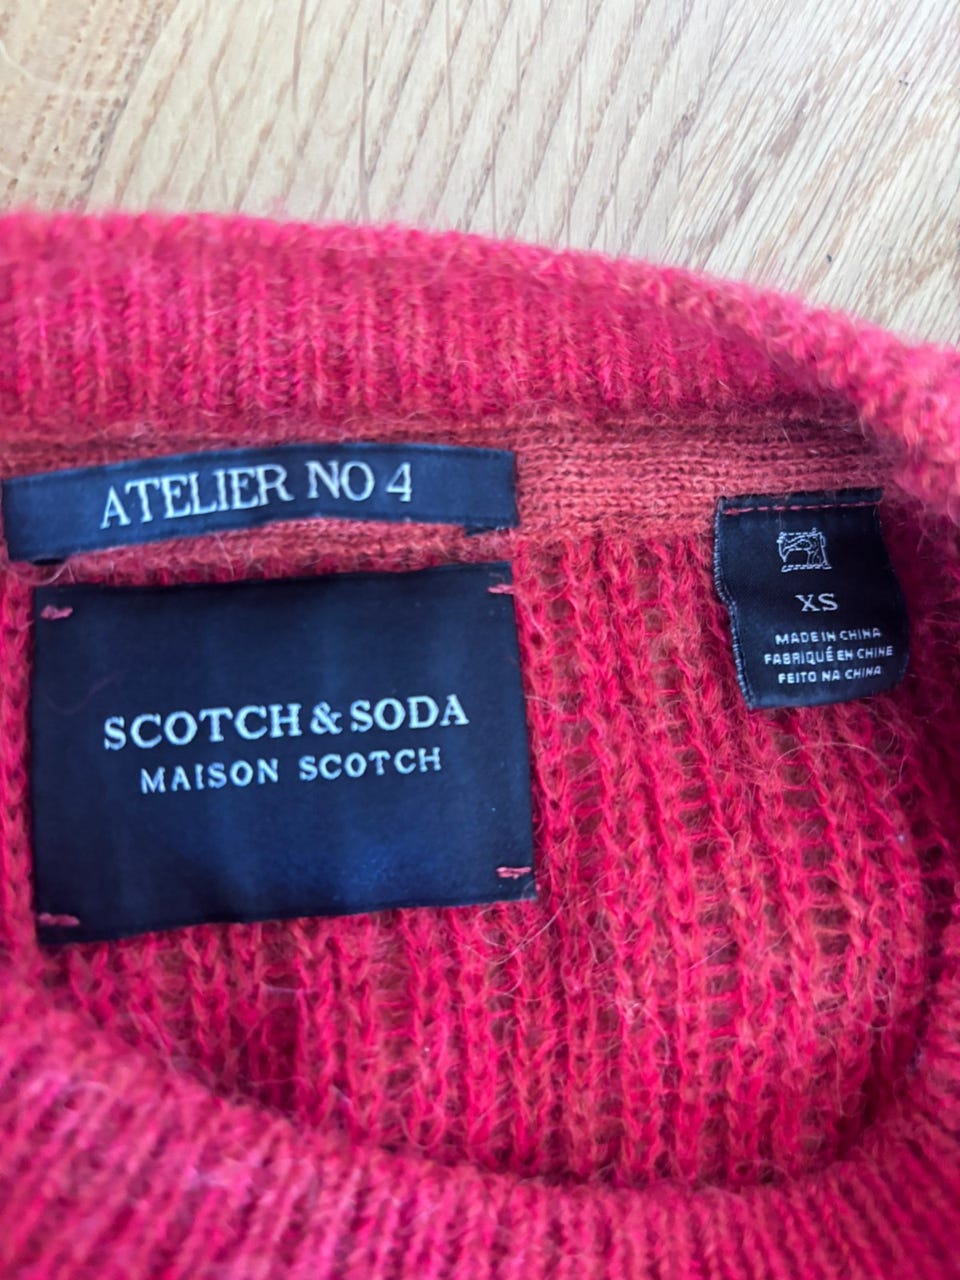 ATELIER NO 4
SCOTCH & SODA
MAISON SCOTCH
XS
MADE IN CHINA
FABRIQUÉ EN CHINE
FEITO NA CHINA